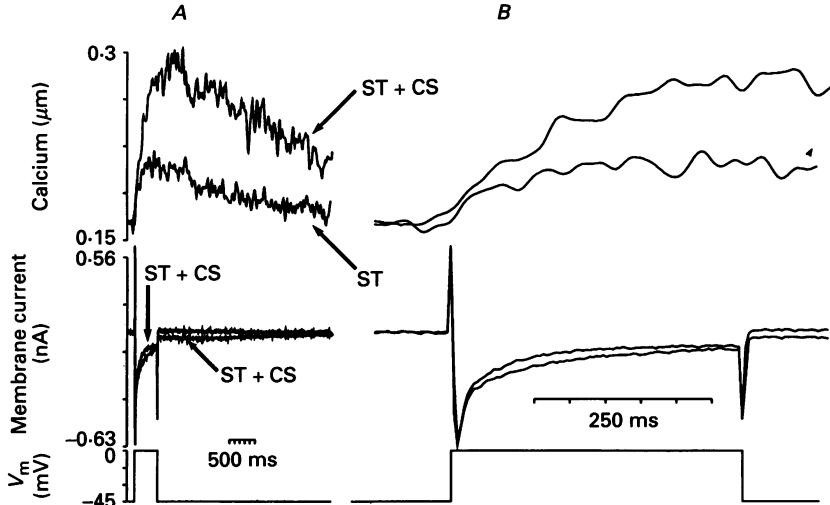 A
B
0·3
Calcium (μm)
0·15
ST + CS
ST
0·56
ST + CS
Membrane current
(nA)
ST + CS
−0·63
500 ms
250 ms
0
Vm
(mV)
−45